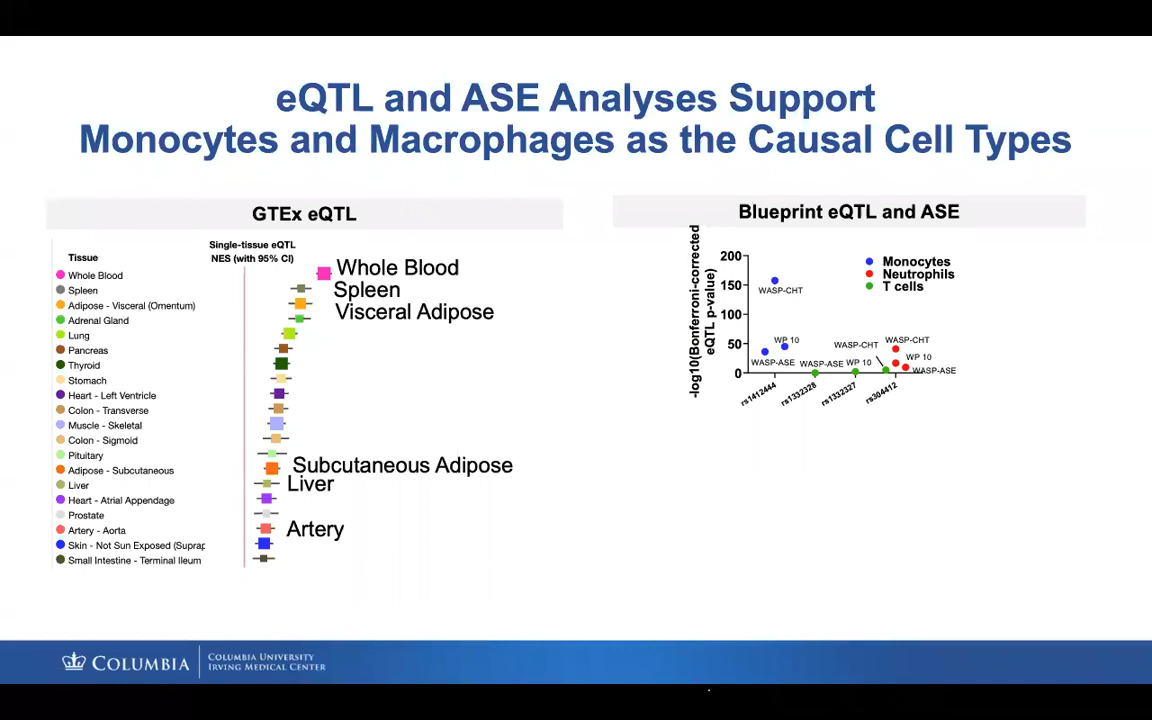 eQTL and ASE Analyses Support
Monocytes and Macrophages as the Causal Cell Types
GTEx eQTL
Tissue
Single-tissue eQTL
NES (with 95% CI)
Whole Blood
Spleen
Adipose - Visceral (Omentum)
Adrenal Gland
Lung
Pancreas
Thyroid
Stomach
Heart - Left Ventricle
Colon - Transverse
Muscle - Skeletal
Colon - Sigmoid
Pituitary
Adipose - Subcutaneous
Liver
Heart - Atrial Appendage
Prostate
Artery - Aorta
Skin - Not Sun Exposed (Suprap
Small Intestine - Terminal Ileum
Whole Blood
Spleen
Visceral Adipose
Subcutaneous Adipose
Liver
Artery
Blueprint eQTL and ASE
-log10(Bonferroni-corrected
eQTL p-value)
200
150
100
50
0
Monocytes
Neutrophils
T cells
WASP-CHT
WP 10
WASP-ASE
WASP-ASE
WP 10
WASP-CHT
WASP-CHT
WP 10
WASP-ASE
rs1412444
rs1332328
rs1332327
rs304412
COLUMBIA
COLUMBIA UNIVERSITY
IRVING MEDICAL CENTER